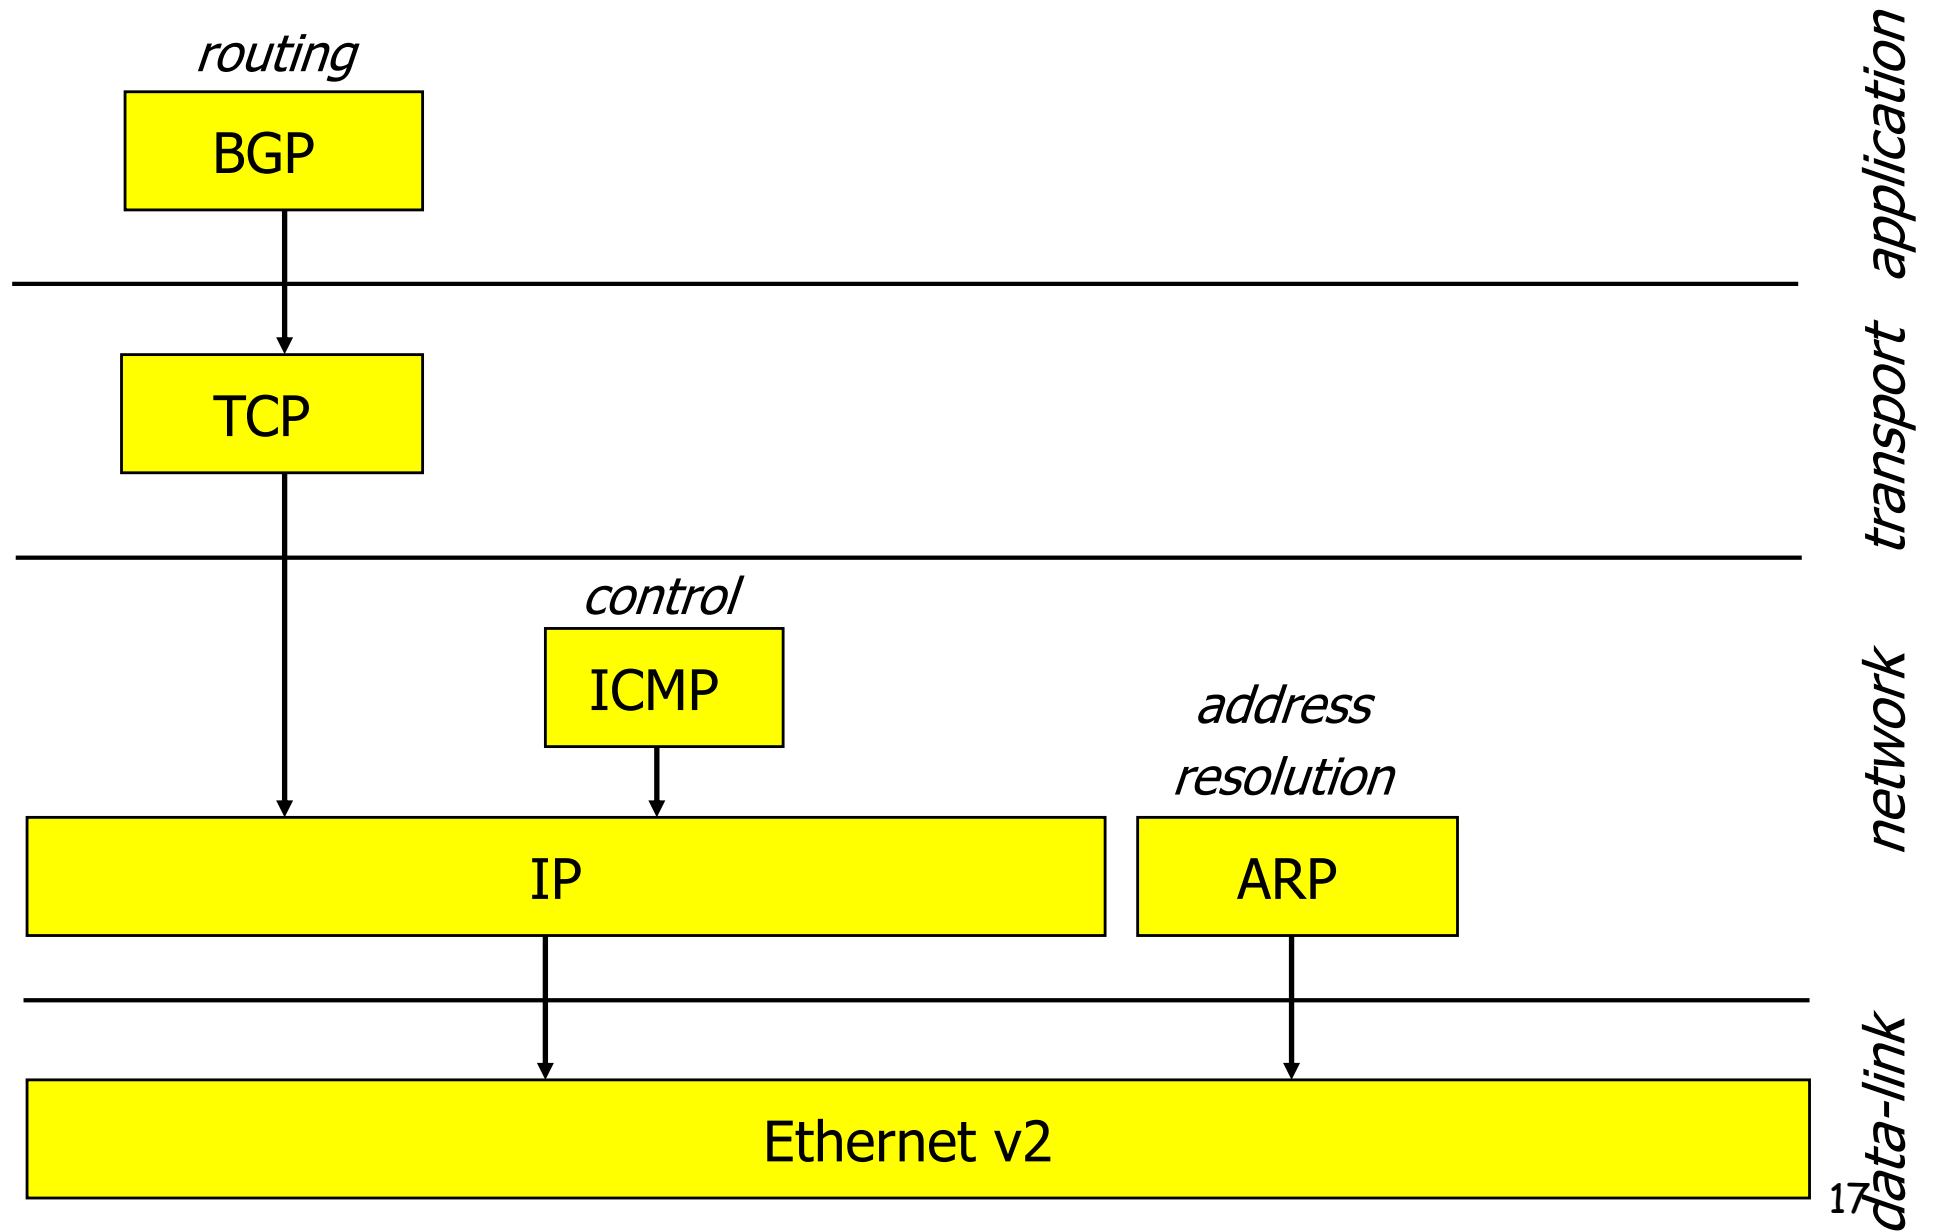 routing
BGP
application
TCP
transport
control
ICMP
address
resolution
network
IP
ARP
Ethernet v2
data-link
17